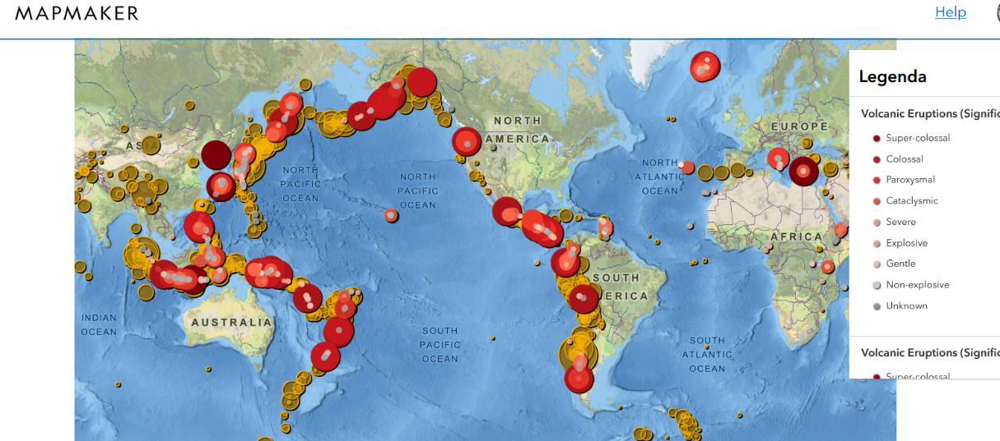 MAPMAKER
Help
Legenda
Volcanic Eruptions (Signific
Super-colossal
Colossal
Paroxysmal
Cataclysmic
Severe
Explosive
Gentle
Non-explosive
Unknown
Volcanic Eruptions (Signific
Super-colossal
ASIA
NORTH
PACIFIC
OCEAN
NORTH
PACIFIC
OCEAN
NORTH
AMERICA
NORTH
ATLANTIC
OCEAN
EUROPE
AFRICA
SOUTH
ERICA
INDIAN
OCEAN
AUSTRALIA
SOUTH
PACIFIC
OCEAN
SOUTH
ATLANTIC
OCEAN